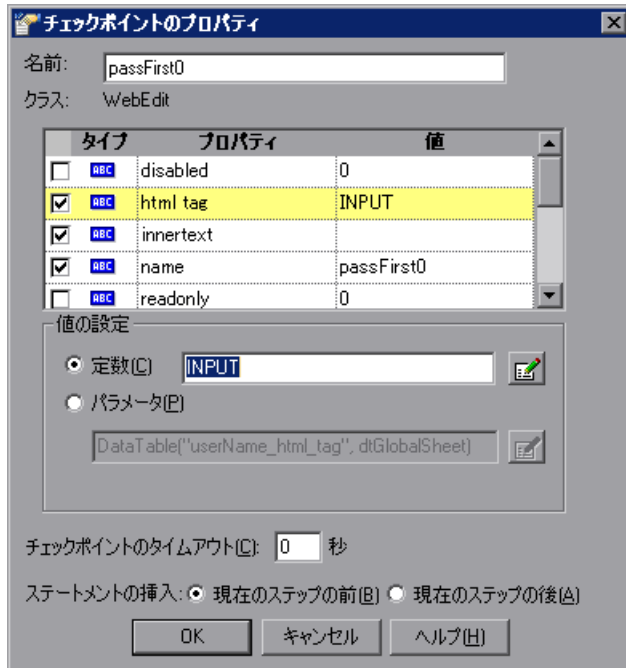 チェックポイントのプロパティ
名前: passFirst0
クラス: WebEdit
タイプ プロパティ 値
ABC disabled 0
ABC html tag INPUT
ABC innertext
ABC name passFirst0
ABC readonly 0
値の設定
定数(C) INPUT
パラメータ(P)
DataTable("userName_html_tag", dtGlobalSheet)
チェックポイントのタイムアウト(C): 0 秒
ステートメントの挿入: 現在のステップの前(B) 現在のステップの後(A)
OK キャンセル ヘルプ(H)